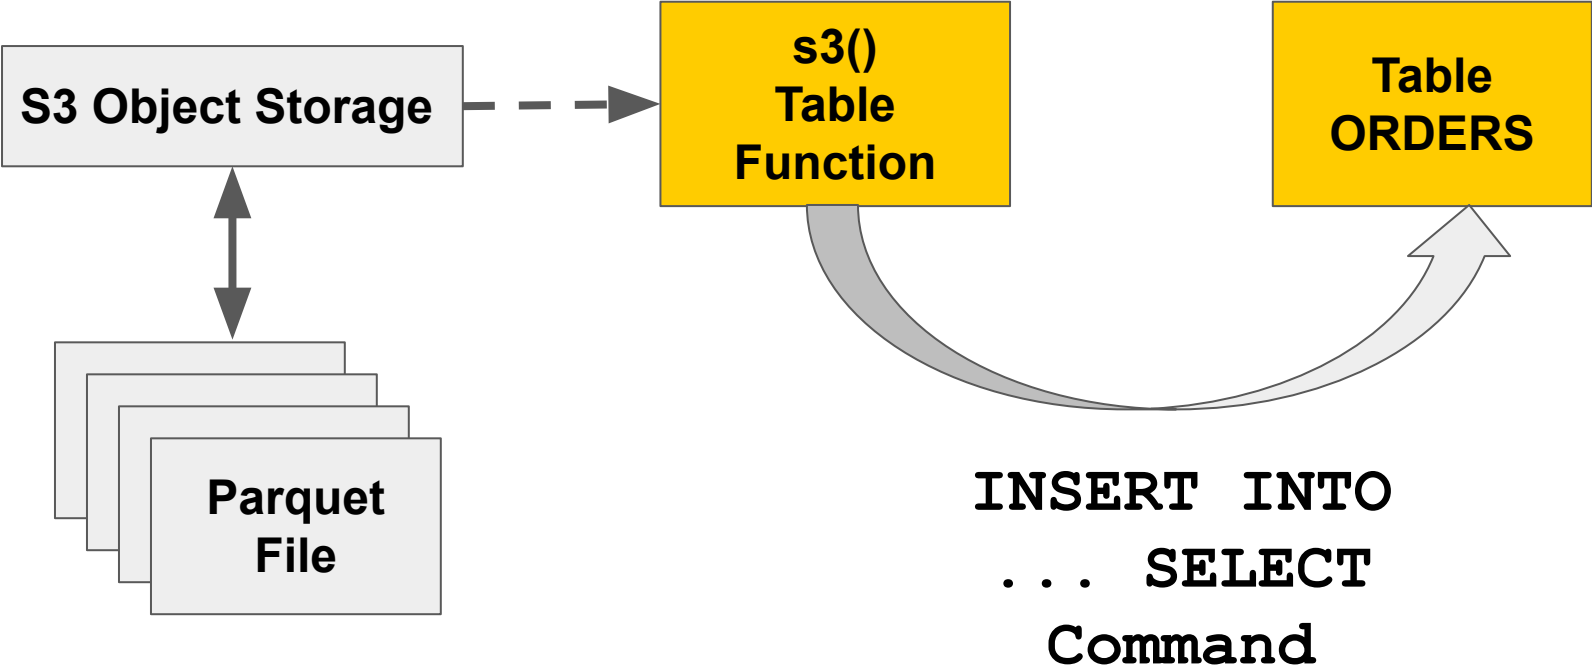 S3 Object Storage
s3()
Table
Function
Table
ORDERS
Parquet
File
INSERT INTO
... SELECT
Command